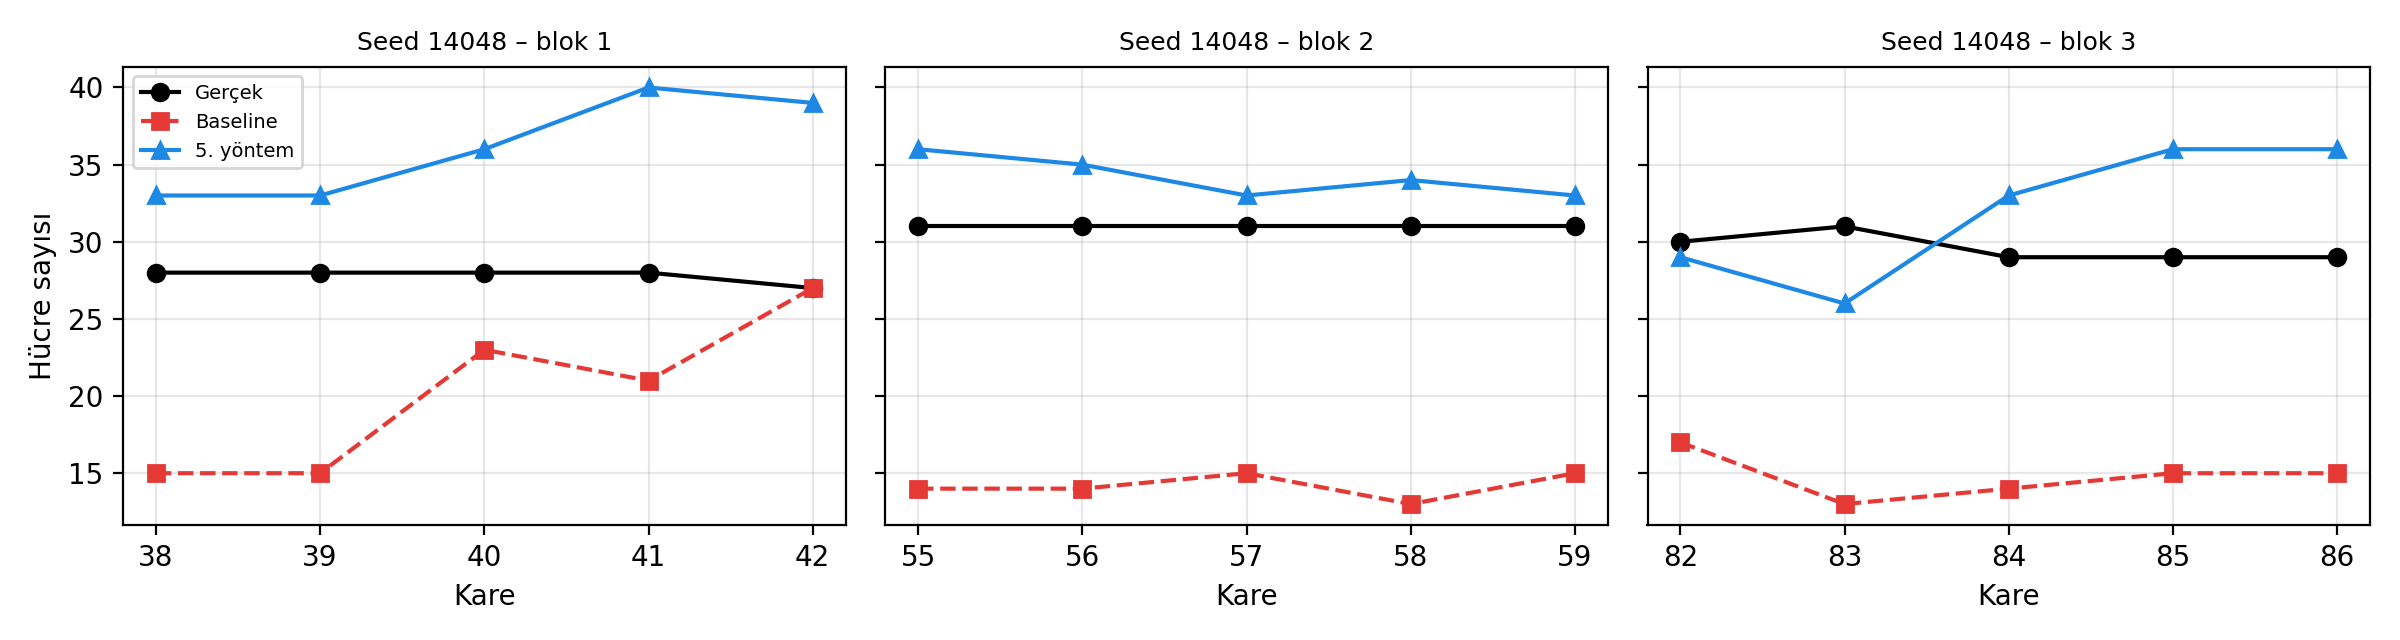 Seed 14048 – blok 1
Seed 14048 – blok 2
Seed 14048 – blok 3
Gerçek
Baseline
5. yöntem
Hücre sayısı
40
35
30
25
20
15
38 39 40 41 42
55 56 57 58 59
82 83 84 85 86
Kare
Kare
Kare